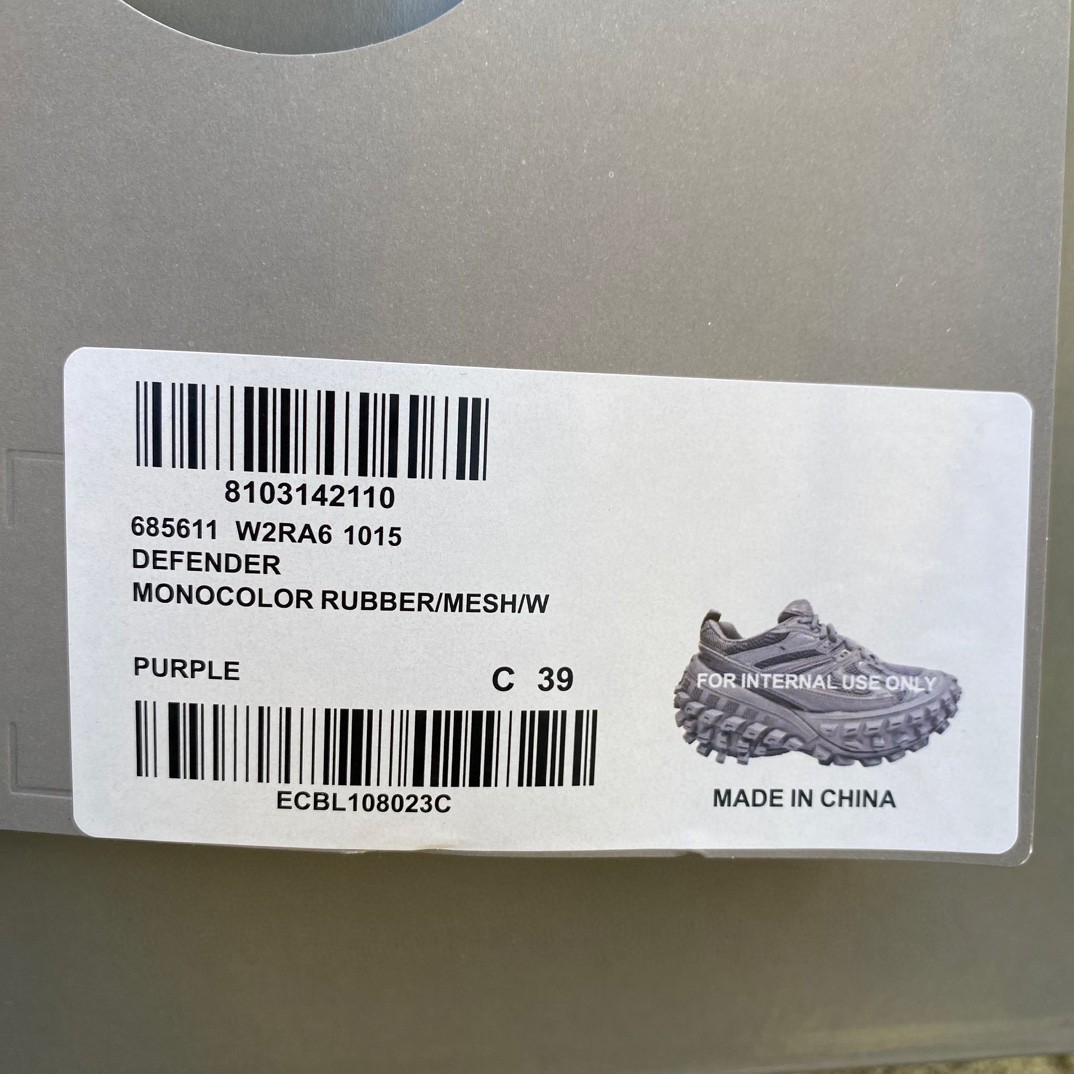 8103142110
685611 W2RA6 1015
DEFENDER
MONOCOLOR RUBBER/MESH/W
PURPLE C 39
FOR INTERNAL USE ONLY
ECBL108023C
MADE IN CHINA